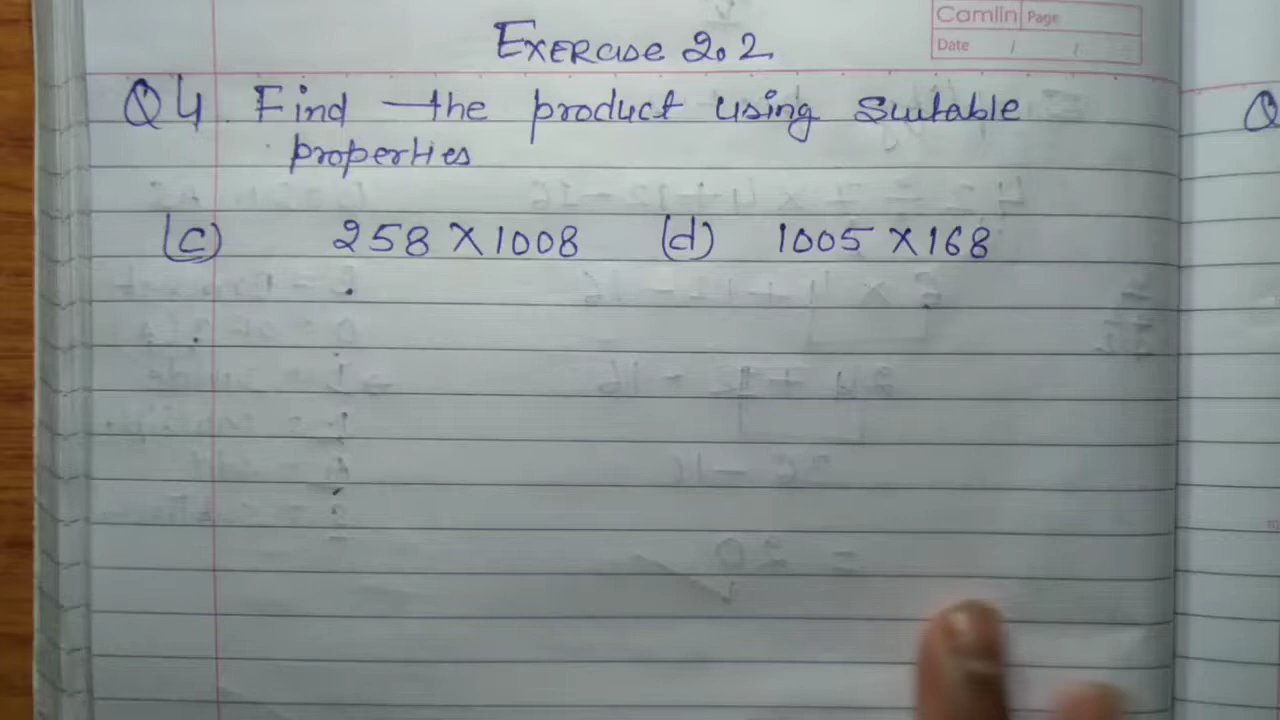 Camlin Page
Date / /
Exercise 2.2
Q4 Find the product using Suitable
properties
(c) 258 × 1008 (d) 1005 × 168
Q